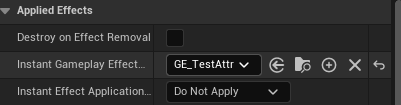 Applied Effects
Destroy on Effect Removal
Instant Gameplay Effect... GE_TestAttr
Instant Effect Application... Do Not Apply